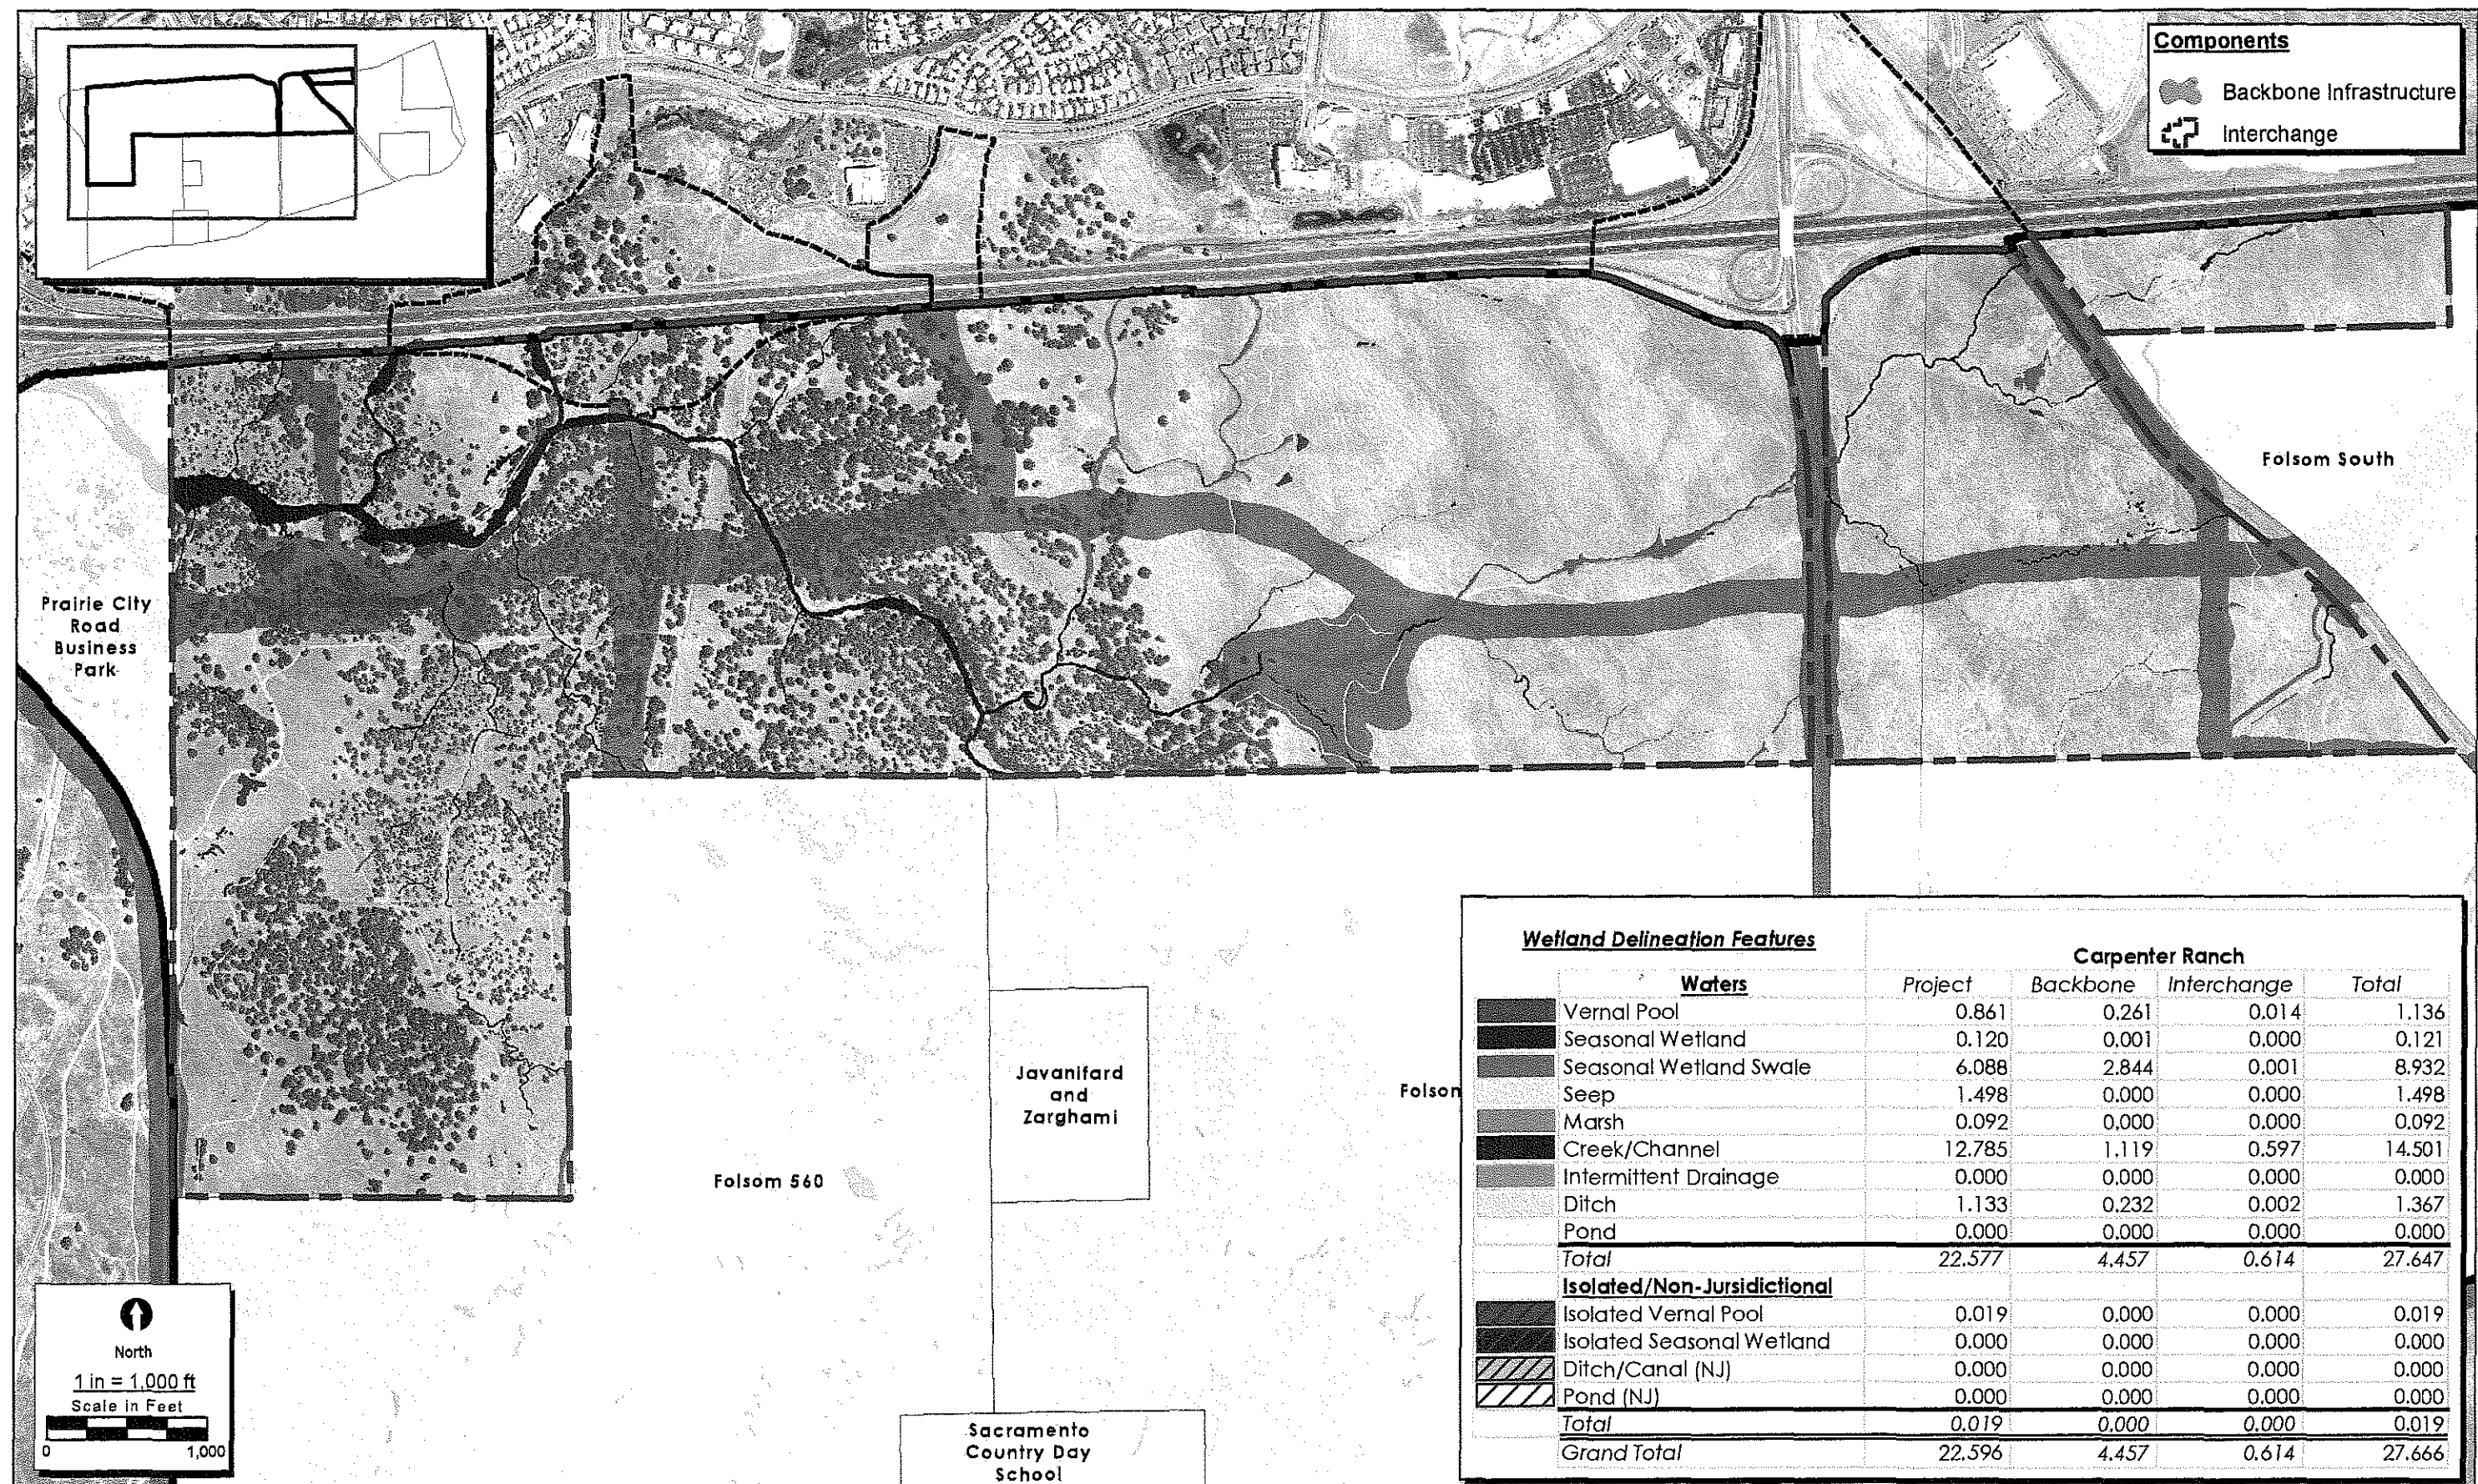 Components
Backbone Infrastructure
Interchange
Folsom South
Prairie City
Road
Business
Park
Javanifard
and
Zarghami
Folsom 560
Folsom
Sacramento
Country Day
School
North
1 in = 1,000 ft
Scale in Feet
0 1,000
Wetland Delineation Features
Carpenter Ranch
Waters Project Backbone Interchange Total
Vernal Pool 0.861 0.261 0.014 1.136
Seasonal Wetland 0.120 0.001 0.000 0.121
Seasonal Wetland Swale 6.088 2.844 0.001 8.932
Seep 1.498 0.000 0.000 1.498
Marsh 0.092 0.000 0.000 0.092
Creek/Channel 12.785 1.119 0.597 14.501
Intermittent Drainage 0.000 0.000 0.000 0.000
Ditch 1.133 0.232 0.002 1.367
Pond 0.000 0.000 0.000 0.000
Total 22.577 4.457 0.614 27.647
Isolated/Non-Jursidictional
Isolated Vernal Pool 0.019 0.000 0.000 0.019
Isolated Seasonal Wetland 0.000 0.000 0.000 0.000
Ditch/Canal (NJ) 0.000 0.000 0.000 0.000
Pond (NJ) 0.000 0.000 0.000 0.000
Total 0.019 0.000 0.000 0.019
Grand Total 22.596 4.457 0.614 27.666